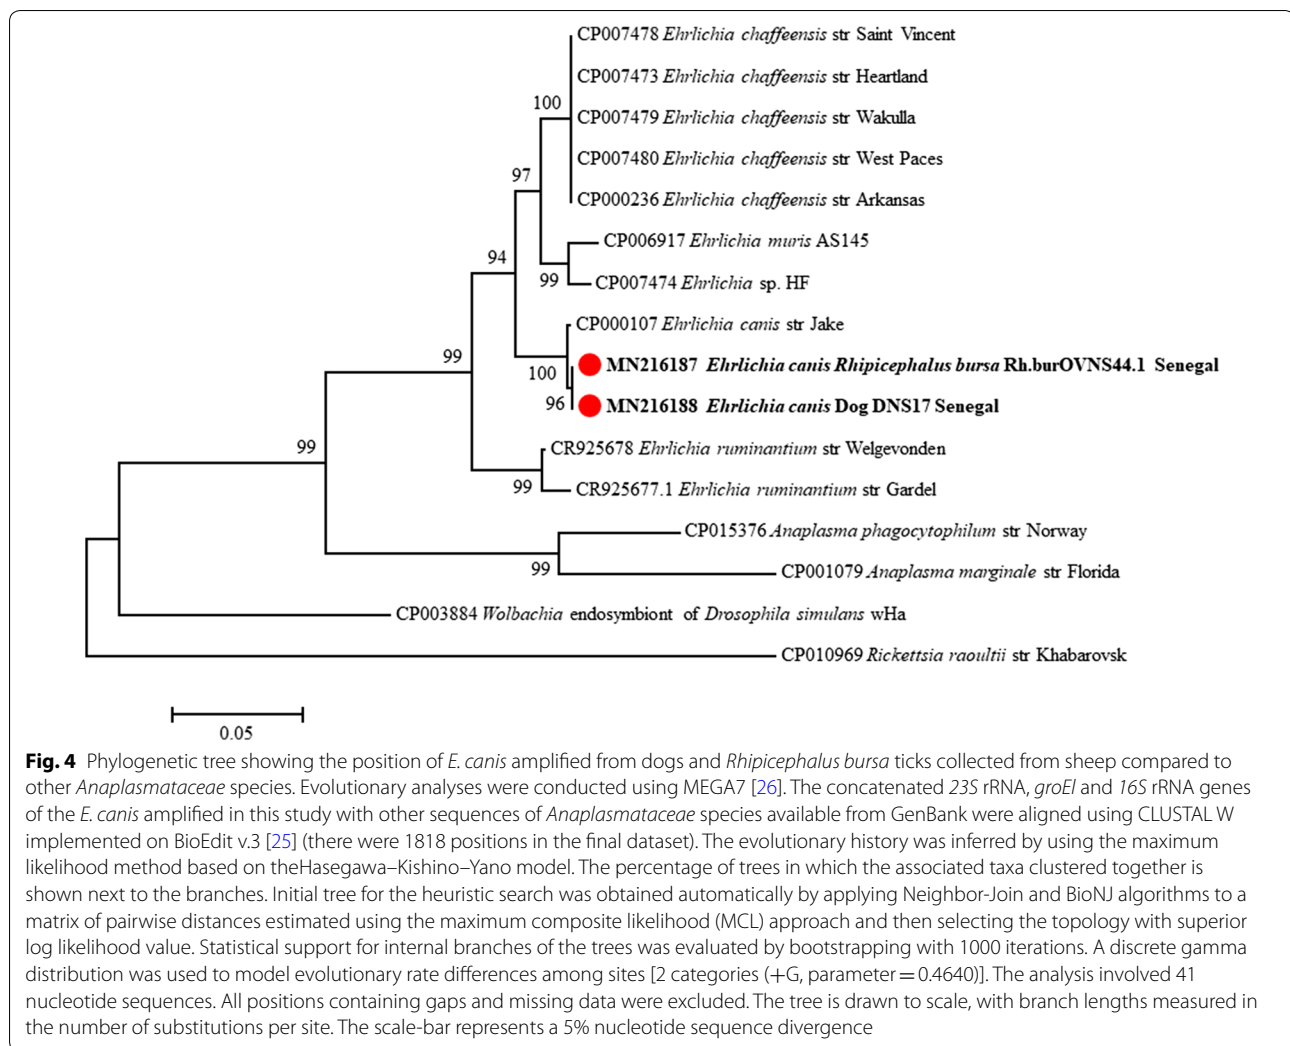 CP007478 Ehrlichia chaffeensis str Saint Vincent
CP007473 Ehrlichia chaffeensis str Heartland
100
CP007479 Ehrlichia chaffeensis str Wakulla
CP007480 Ehrlichia chaffeensis str West Paces
97
CP000236 Ehrlichia chaffeensis str Arkansas
CP006917 Ehrlichia muris AS145
94
99
CP007474 Ehrlichia sp. HF
CP000107 Ehrlichia canis str Jake
99
MN216187 Ehrlichia canis Rhipicephalus bursa Rh.burOVNS44.1 Senegal
100
96
MN216188 Ehrlichia canis Dog DNS17 Senegal
99
CR925678 Ehrlichia ruminantium str Welgevonden
99
CR925677.1 Ehrlichia ruminantium str Gardel
CP015376 Anaplasma phagocytophilum str Norway
99
CP001079 Anaplasma marginale str Florida
CP003884 Wolbachia endosymbiont of Drosophila simulans wHa
CP010969 Rickettsia raoultii str Khabarovsk
0.05
Fig. 4 Phylogenetic tree showing the position of E. canis amplified from dogs and Rhipicephalus bursa ticks collected from sheep compared to
other Anaplasmataceae species. Evolutionary analyses were conducted using MEGA7 [26]. The concatenated 23S rRNA, groEl and 16S rRNA genes
of the E. canis amplified in this study with other sequences of Anaplasmataceae species available from GenBank were aligned using CLUSTAL W
implemented on BioEdit v.3 [25] (there were 1818 positions in the final dataset). The evolutionary history was inferred by using the maximum
likelihood method based on theHasegawa–Kishino–Yano model. The percentage of trees in which the associated taxa clustered together is
shown next to the branches. Initial tree for the heuristic search was obtained automatically by applying Neighbor-Join and BioNJ algorithms to a
matrix of pairwise distances estimated using the maximum composite likelihood (MCL) approach and then selecting the topology with superior
log likelihood value. Statistical support for internal branches of the trees was evaluated by bootstrapping with 1000 iterations. A discrete gamma
distribution was used to model evolutionary rate differences among sites [2 categories (+G, parameter = 0.4640)]. The analysis involved 41
nucleotide sequences. All positions containing gaps and missing data were excluded. The tree is drawn to scale, with branch lengths measured in
the number of substitutions per site. The scale-bar represents a 5% nucleotide sequence divergence